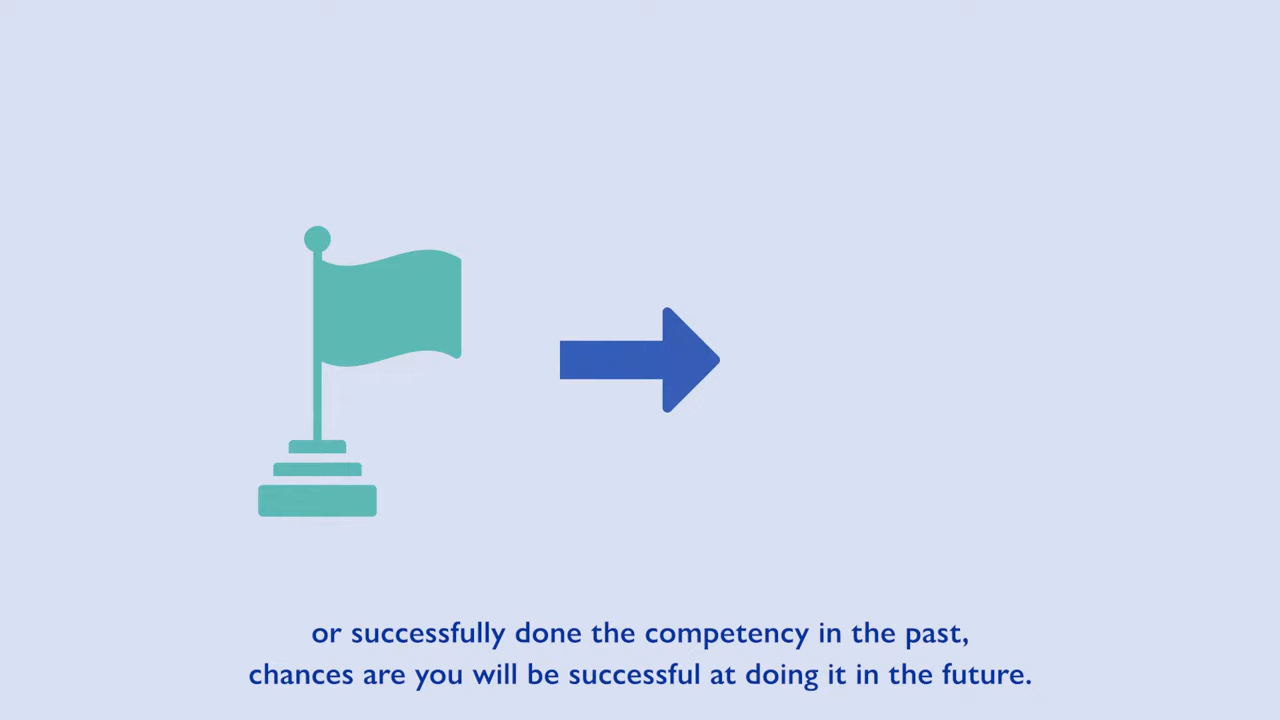 or successfully done the competency in the past,
chances are you will be successful at doing it in the future.